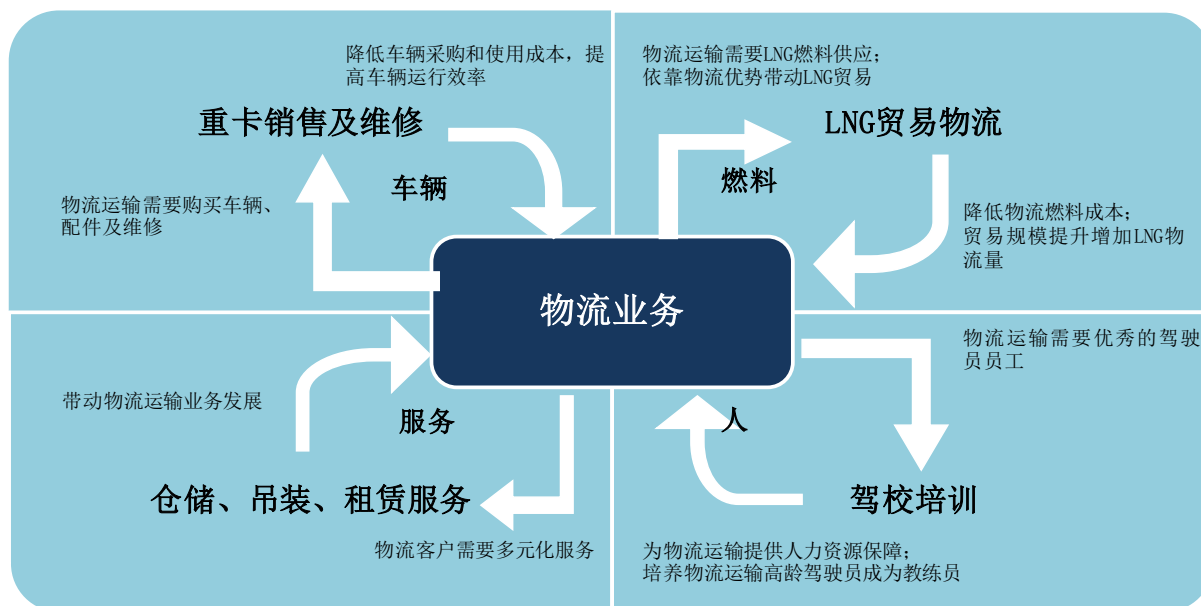 降低车辆采购和使用成本，提
高车辆运行效率
重卡销售及维修
车辆
物流运输需要购买车辆、
配件及维修
物流运输需要LNG燃料供应；
依靠物流优势带动LNG贸易
LNG贸易物流
燃料
降低物流燃料成本；
贸易规模提升增加LNG物
流量
物流业务
带动物流运输业务发展
服务
仓储、吊装、租赁服务
物流客户需要多元化服务
物流运输需要优秀的驾驶
员员工
人
驾校培训
为物流运输提供人力资源保障；
培养物流运输高龄驾驶员成为教练员